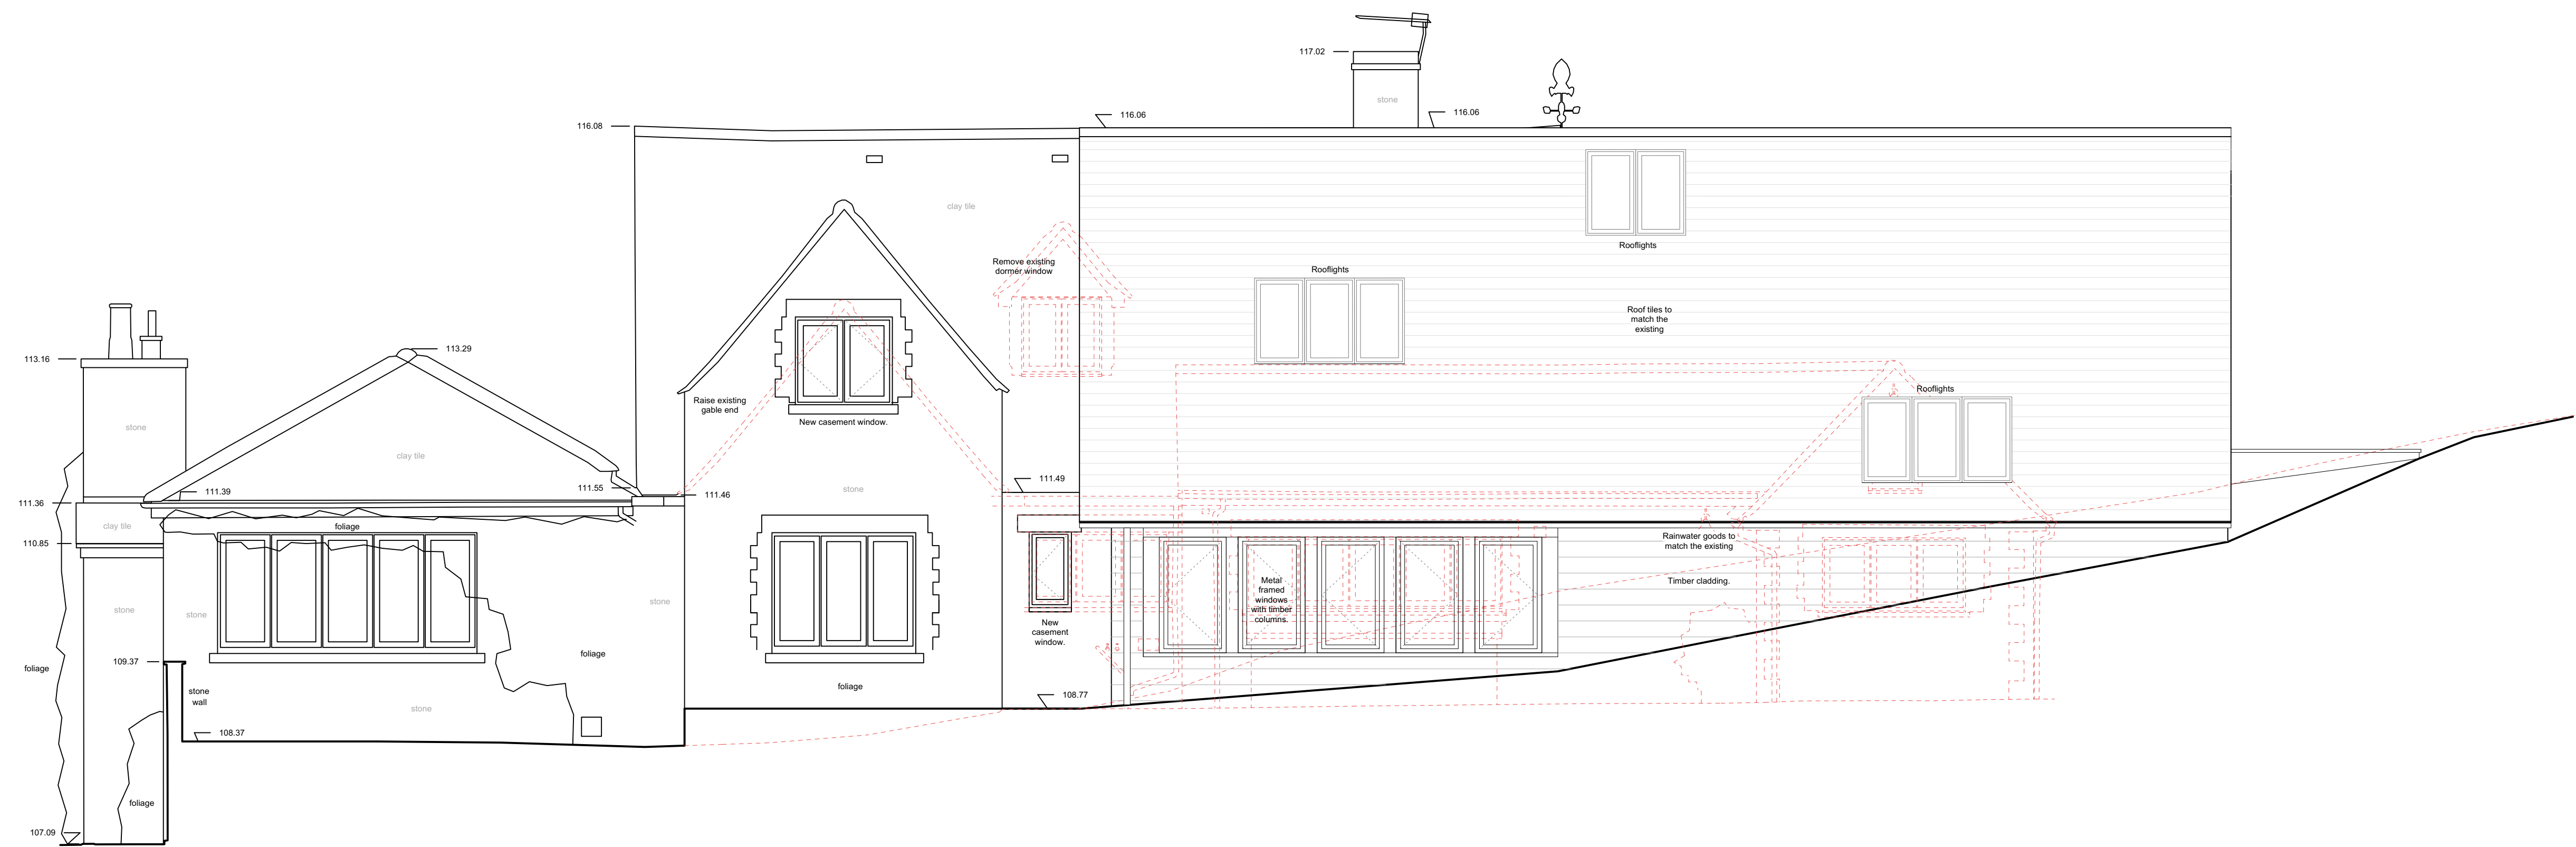 117.02
stone
116.08
116.06
116.06
clay tile
Rooflights
Remove existing
dormer window
Rooflights
Roof tiles to
match the
existing
113.16
113.29
Rooflights
Raise existing
gable end
New casement window.
stone
clay tile
111.55
111.39
111.46
stone
111.49
111.36
clay tile
foliage
110.85
Rainwater goods to
match the existing
Metal
framed
windows
with timber
columns.
Timber cladding.
stone
stone
stone
New
casement
window.
109.37
foliage
foliage
stone
wall
foliage
108.77
stone
108.37
foliage
107.09